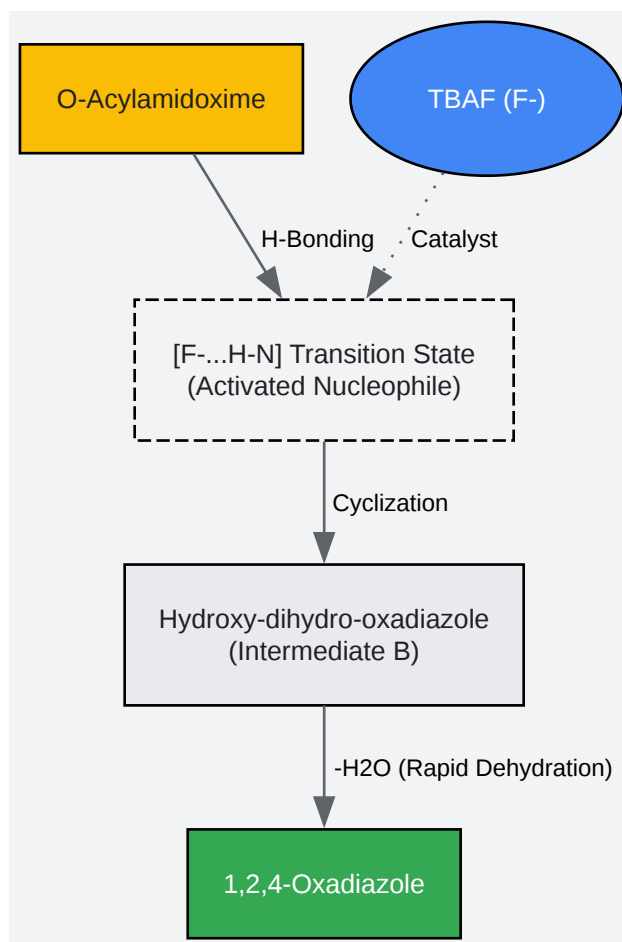 O-Acylamidoxime
TBAF (F-)
H-Bonding
Catalyst
[F-...H-N] Transition State
(Activated Nucleophile)
Cyclization
Hydroxy-dihydro-oxadiazole
(Intermediate B)
-H2O (Rapid Dehydration)
1,2,4-Oxadiazole